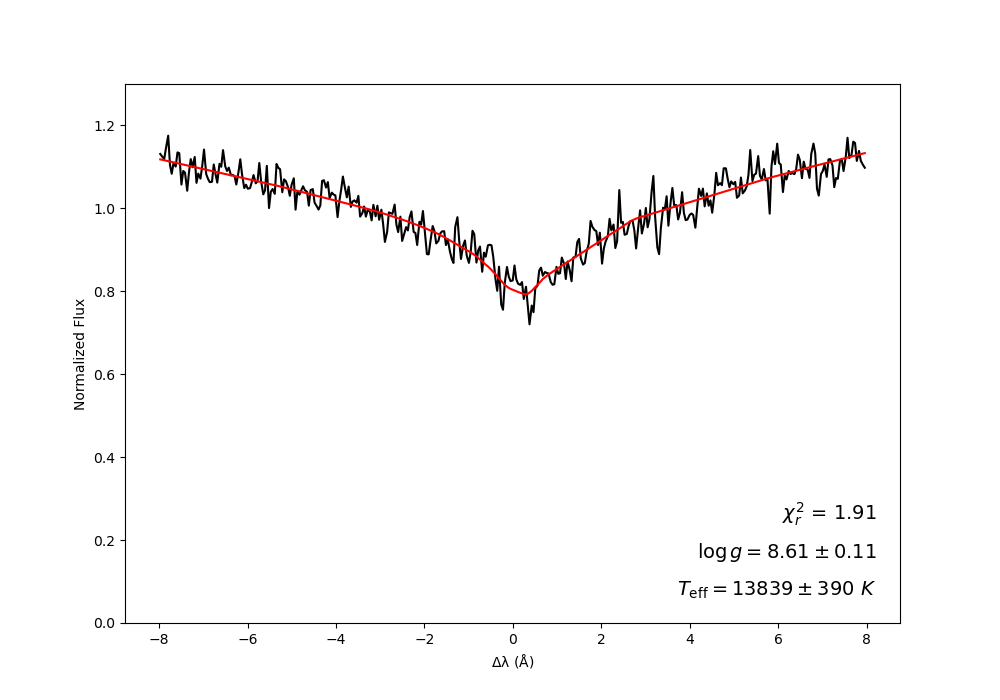 1.2
1.0
0.8
0.6
0.4
0.2
0.0
Normalized Flux
χ²ᵣ = 1.91
log g = 8.61 ± 0.11
T_eff = 13839 ± 390 K
−8 −6 −4 −2 0 2 4 6 8
Δλ (Å)